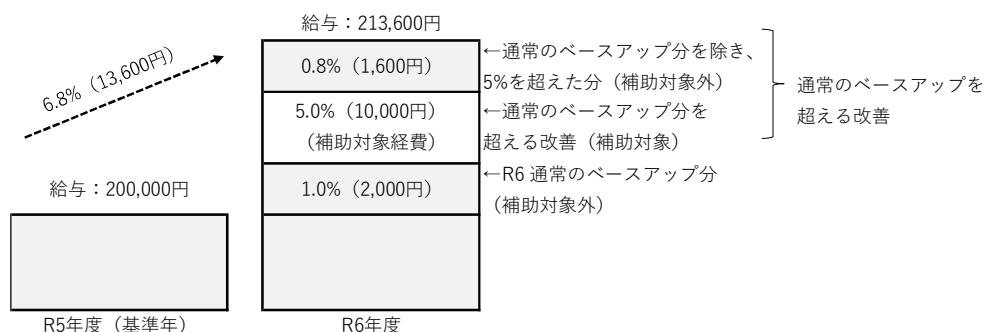 給与：213,600円
6.8%（13,600円）
0.8%（1,600円）
←通常のベースアップ分を除き、
5%を超えた分（補助対象外）
5.0%（10,000円）
（補助対象経費）
←通常のベースアップ分を
超える改善（補助対象）
通常のベースアップを
超える改善
給与：200,000円
1.0%（2,000円）
←R6 通常のベースアップ分
（補助対象外）
R5年度（基準年）
R6年度